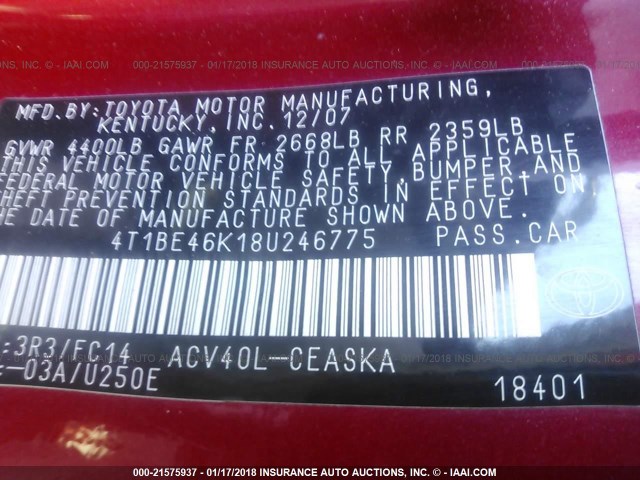 000-21575937 - 01/17/2018 INSURANCE AUTO AUCTIONS, INC. - IAAI.COM
MFD.BY:TOYOTA MOTOR MANUFACTURING,
KENTUCKY, INC. 12/07
GVWR 4400LB GAWR FR 2668LB RR 2359LB
THIS VEHICLE CONFORMS TO ALL APPLICABLE
FEDERAL MOTOR VEHICLE SAFETY, BUMPER, AND
THEFT PREVENTION STANDARDS IN EFFECT ON
THE DATE OF MANUFACTURE SHOWN ABOVE.
4T1BE46K18U246775 PASS.CAR
:3R3/FC14 ACV40L-CEASKA
-03A/U250E 18401
000-21575937 - 01/17/2018 INSURANCE AUTO AUCTIONS, INC. - IAAI.COM